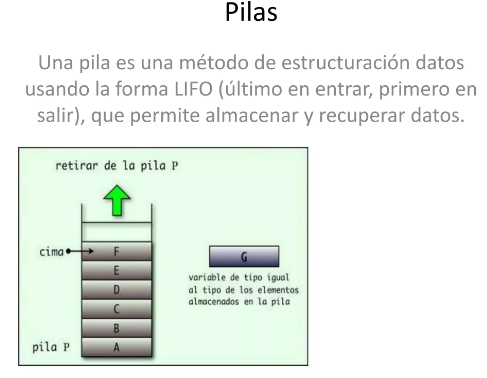 Pilas
Una pila es una método de estructuración datos
usando la forma LIFO (último en entrar, primero en
salir), que permite almacenar y recuperar datos.
retirar de la pila P
cima
F
E
D
C
B
A
pila P
G
variable de tipo igual
al tipo de los elementos
almacenados en la pila